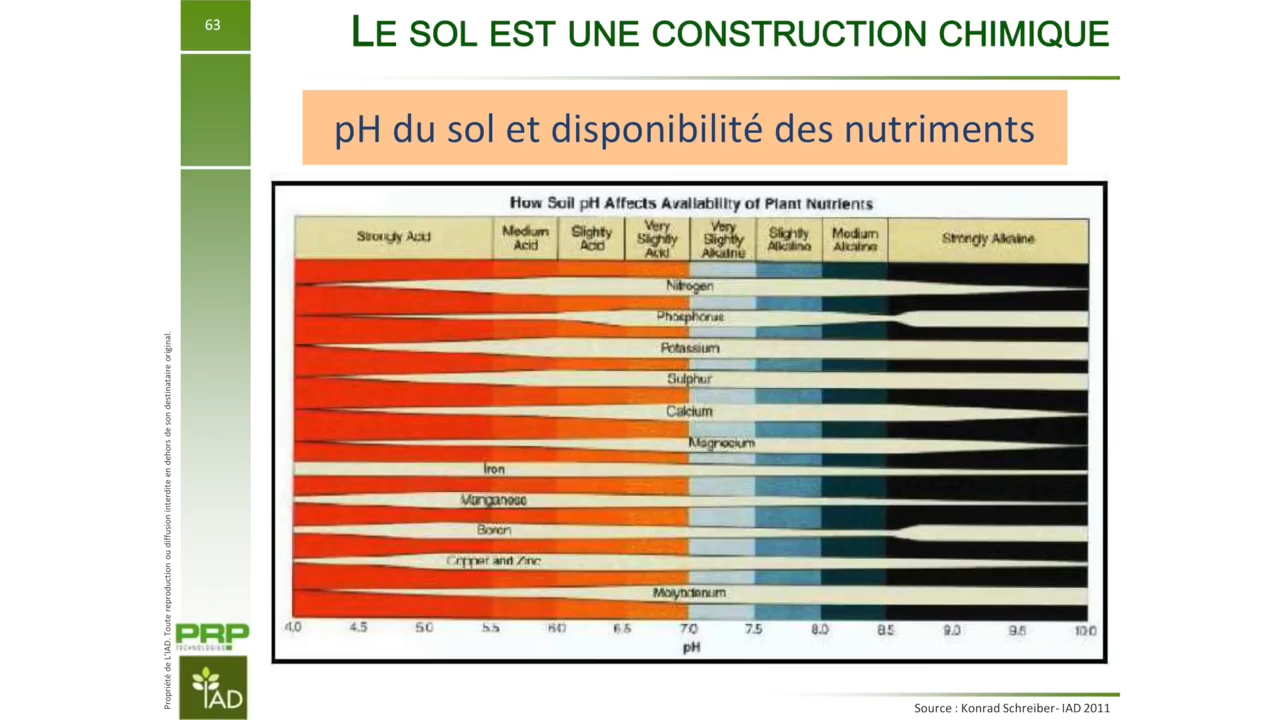 63
LE SOL EST UNE CONSTRUCTION CHIMIQUE
pH du sol et disponibilité des nutriments
How Soil pH Affects Availability of Plant Nutrients
Strongly Acid
Medium Acid
Slighty Acid
Very Slightly Acid
Very Slightly Alkaline
Slightly Alkaline
Medium Alkaline
Strongly Alkaline
Nitrogen
Phosphorus
Potassium
Sulphur
Calcium
Magnesium
Iron
Manganese
Boron
Copper and Zinc
Molybdenum
4.0 4.5 5.0 5.5 6.0 6.5 7.0 7.5 8.0 8.5 9.0 9.5 10.0
pH
Propriété de L'IAD. Toute reproduction ou diffusion interdite en dehors de son destinataire original.
PRP
TECHNOLOGIES
IAD
Source : Konrad Schreiber- IAD 2011